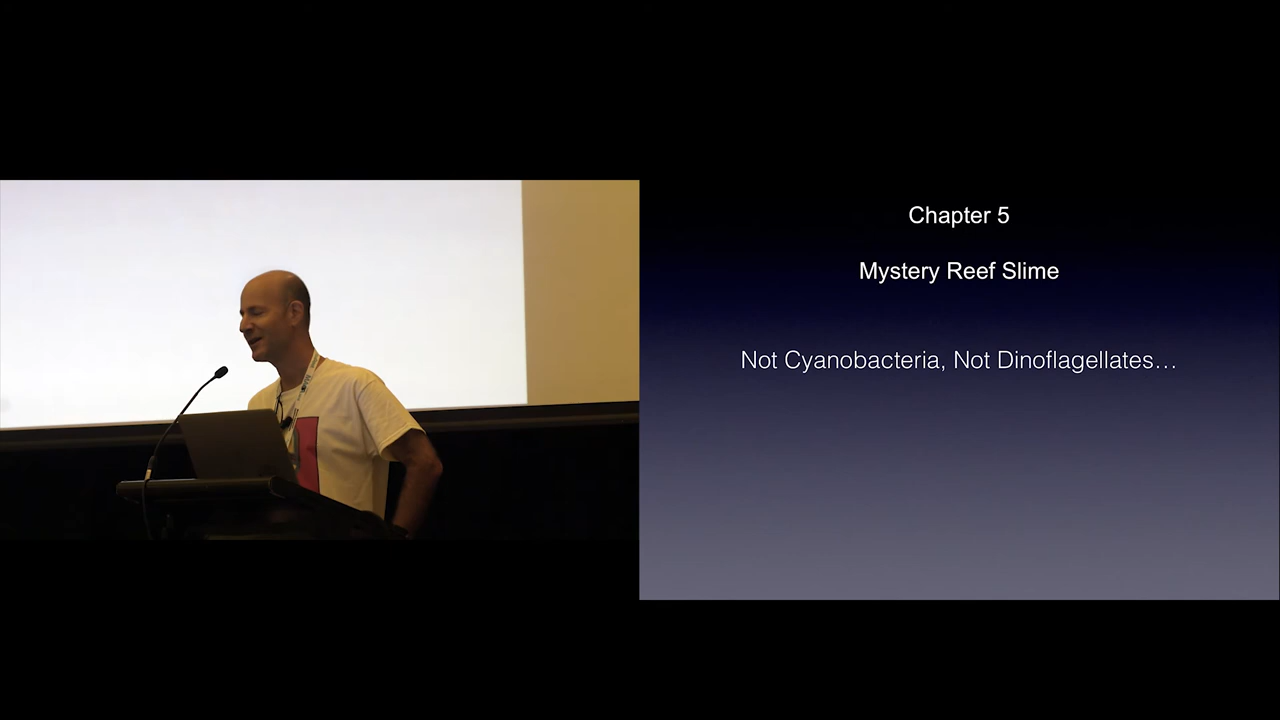 Chapter 5
Mystery Reef Slime
Not Cyanobacteria, Not Dinoflagellates…